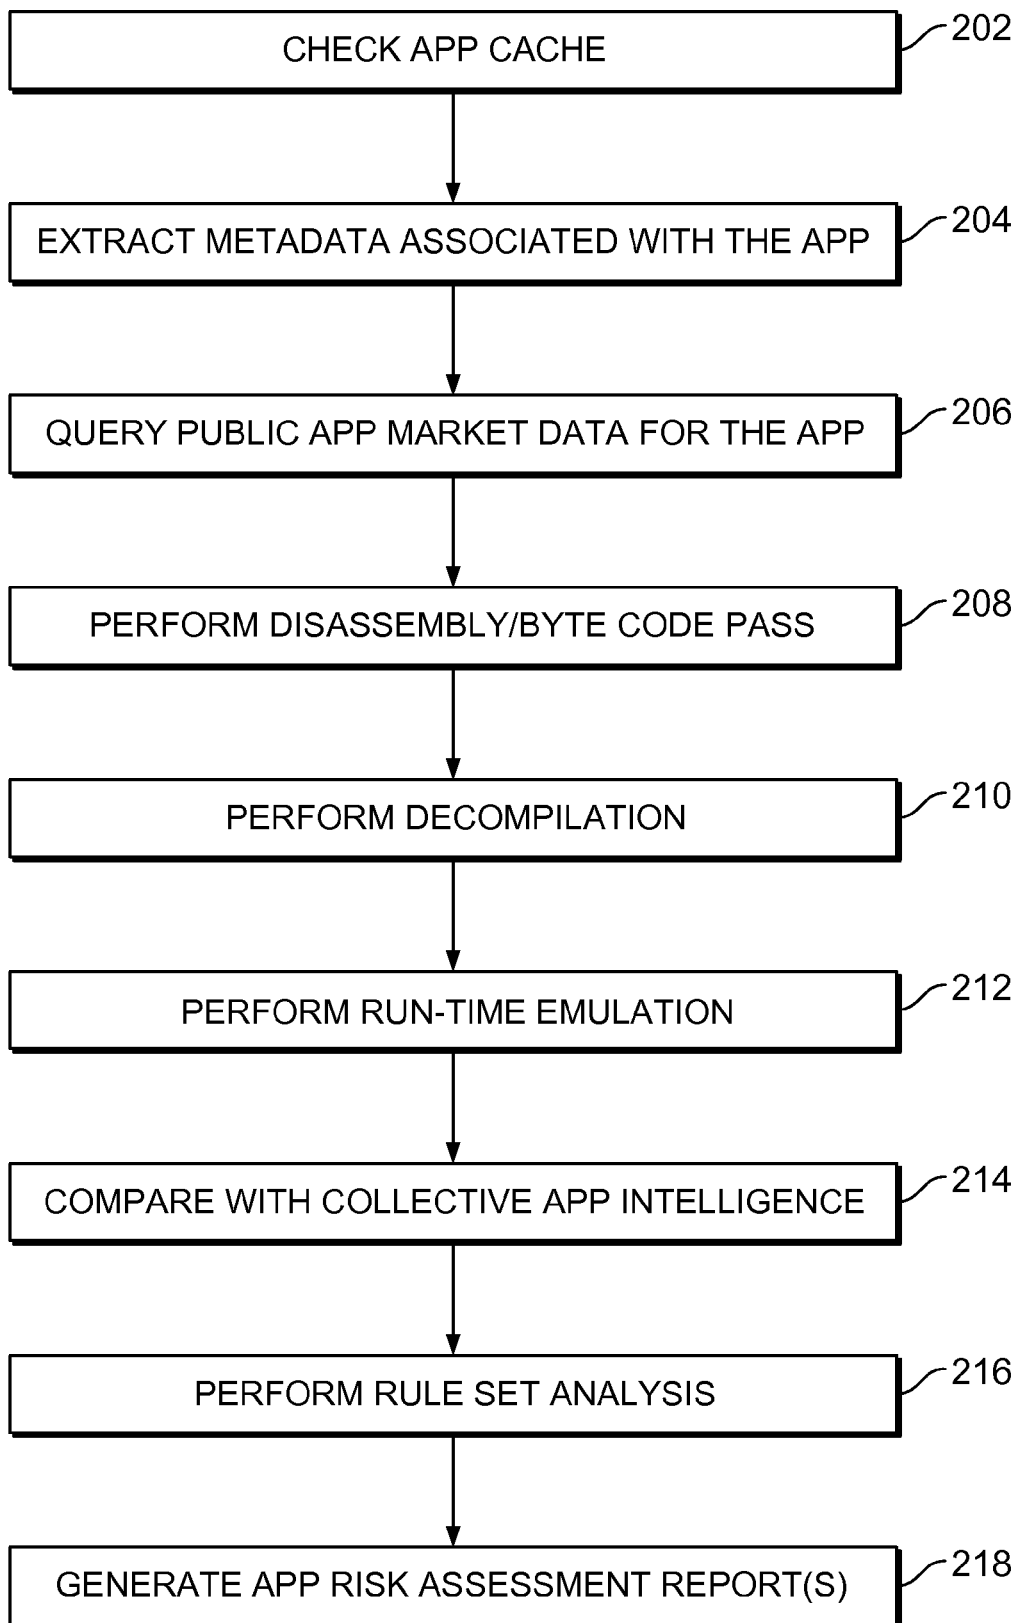 CHECK APP CACHE
202
EXTRACT METADATA ASSOCIATED WITH THE APP
204
QUERY PUBLIC APP MARKET DATA FOR THE APP
206
PERFORM DISASSEMBLY/BYTE CODE PASS
208
PERFORM DECOMPILATION
210
PERFORM RUN-TIME EMULATION
212
COMPARE WITH COLLECTIVE APP INTELLIGENCE
214
PERFORM RULE SET ANALYSIS
216
GENERATE APP RISK ASSESSMENT REPORT(S)
218